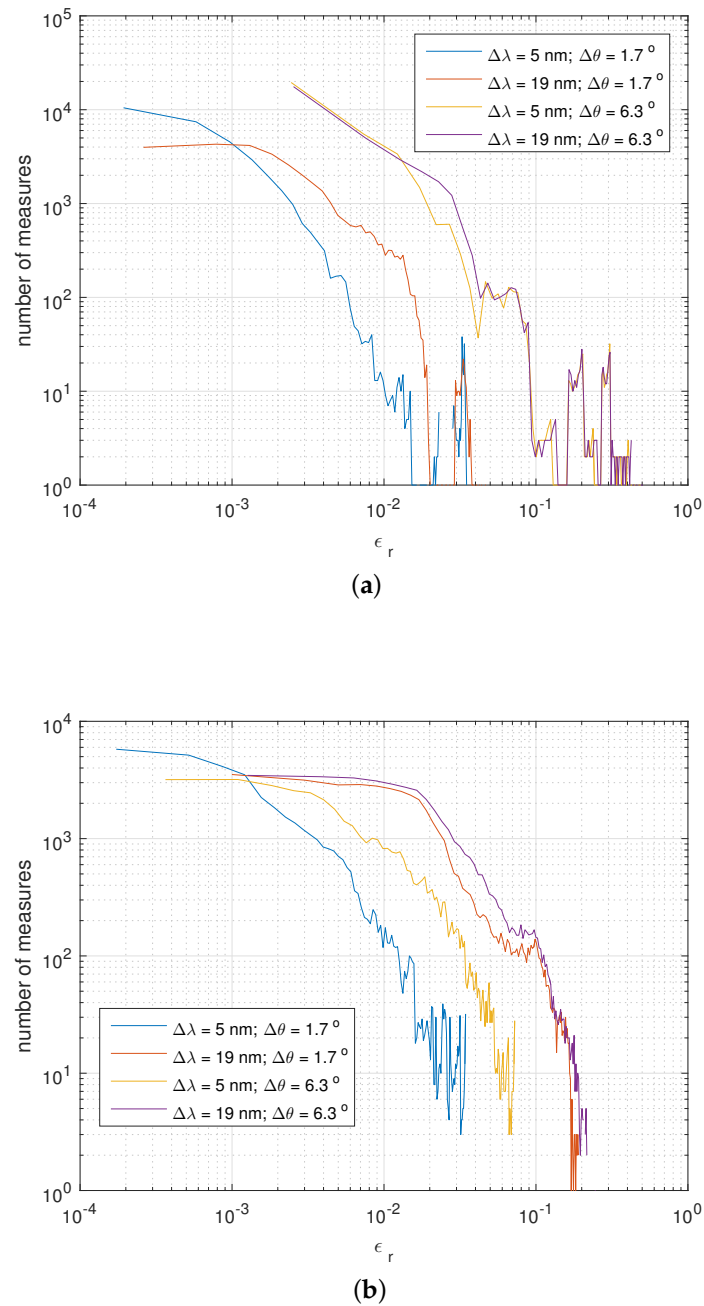 10^5
10^4
10^3
10^2
10^1
10^0
number of measures
Δλ = 5 nm; Δθ = 1.7 °
Δλ = 19 nm; Δθ = 1.7 °
Δλ = 5 nm; Δθ = 6.3 °
Δλ = 19 nm; Δθ = 6.3 °
10^-4 10^-3 10^-2 10^-1 10^0
ϵ_r
(a)
10^4
10^3
10^2
10^1
10^0
number of measures
Δλ = 5 nm; Δθ = 1.7 °
Δλ = 19 nm; Δθ = 1.7 °
Δλ = 5 nm; Δθ = 6.3 °
Δλ = 19 nm; Δθ = 6.3 °
10^-4 10^-3 10^-2 10^-1 10^0
ϵ_r
(b)